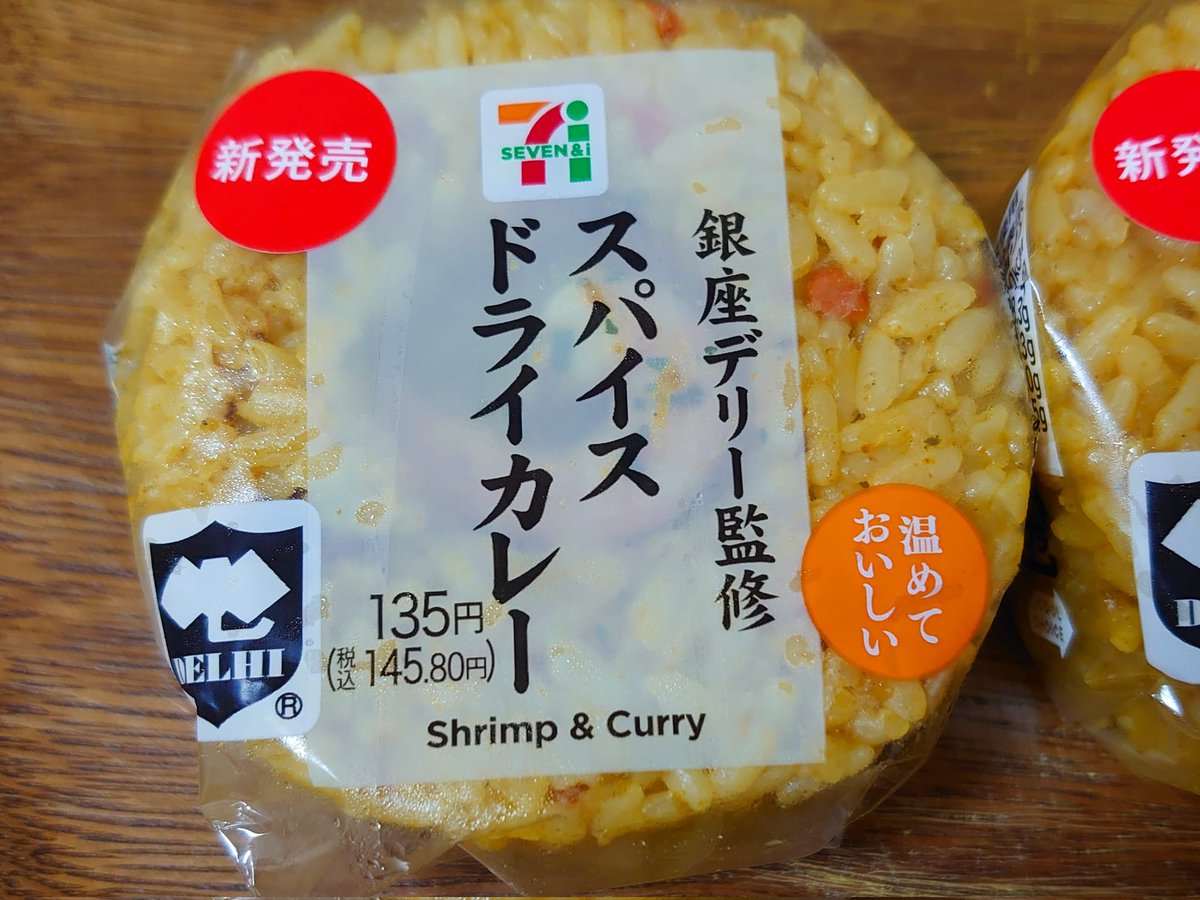 新発売
SEVEN&i
銀座デリー監修
スパイス
ドライカレー
温めて
おいしい
DELHI
®
135円
(税込145.80円)
Shrimp & Curry
新発